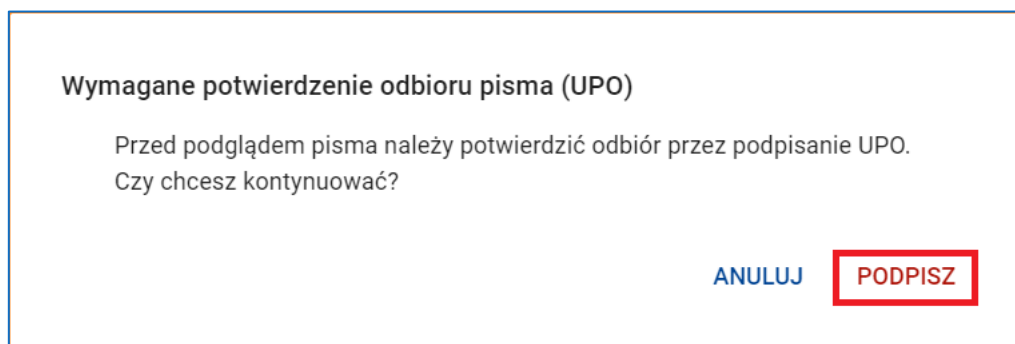 Wymagane potwierdzenie odbioru pisma (UPO)
Przed podglądem pisma należy potwierdzić odbiór przez podpisanie UPO.
Czy chcesz kontynuować?
ANULUJ PODPISZ